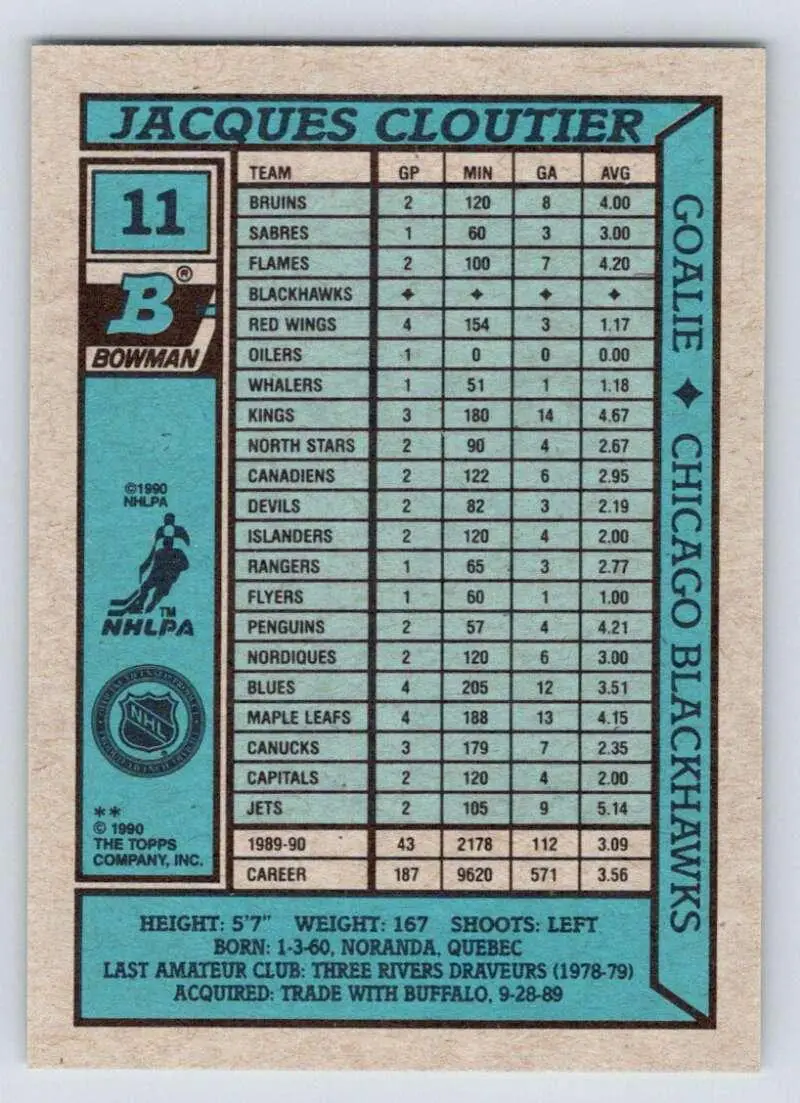 JACQUES CLOUTIER
11
B®
BOWMAN
©1990
NHLPA
TM
NHLPA
NHL
**
© 1990
THE TOPPS
COMPANY, INC.
TEAM GP MIN GA AVG
BRUINS 2 120 8 4.00
SABRES 1 60 3 3.00
FLAMES 2 100 7 4.20
BLACKHAWKS ✦ ✦ ✦ ✦
RED WINGS 4 154 3 1.17
OILERS 1 0 0 0.00
WHALERS 1 51 1 1.18
KINGS 3 180 14 4.67
NORTH STARS 2 90 4 2.67
CANADIENS 2 122 6 2.95
DEVILS 2 82 3 2.19
ISLANDERS 2 120 4 2.00
RANGERS 1 65 3 2.77
FLYERS 1 60 1 1.00
PENGUINS 2 57 4 4.21
NORDIQUES 2 120 6 3.00
BLUES 4 205 12 3.51
MAPLE LEAFS 4 188 13 4.15
CANUCKS 3 179 7 2.35
CAPITALS 2 120 4 2.00
JETS 2 105 9 5.14
1989-90 43 2178 112 3.09
CAREER 187 9620 571 3.56
GOALIE ✦ CHICAGO BLACKHAWKS
HEIGHT: 5'7" WEIGHT: 167 SHOOTS: LEFT
BORN: 1-3-60, NORANDA, QUEBEC
LAST AMATEUR CLUB: THREE RIVERS DRAVEURS (1978-79)
ACQUIRED: TRADE WITH BUFFALO, 9-28-89